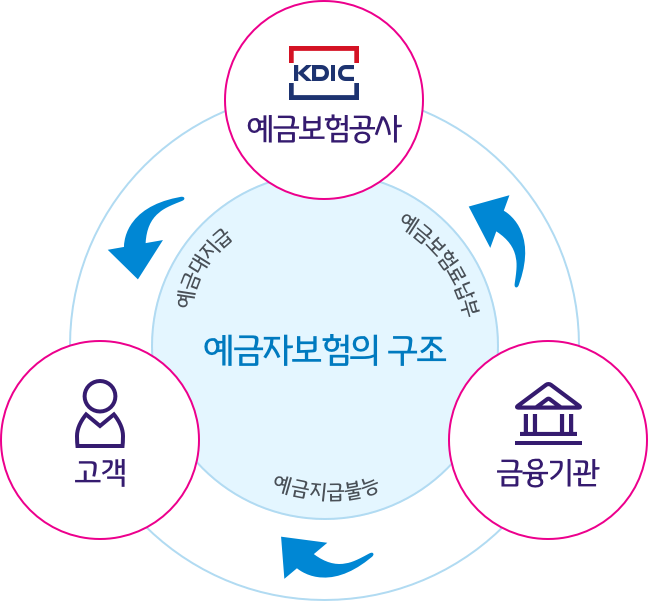 KDIC
예금보험공사
예금대지급
예금보험료납부
예금자보험의 구조
고객
금융기관
예금지급불능